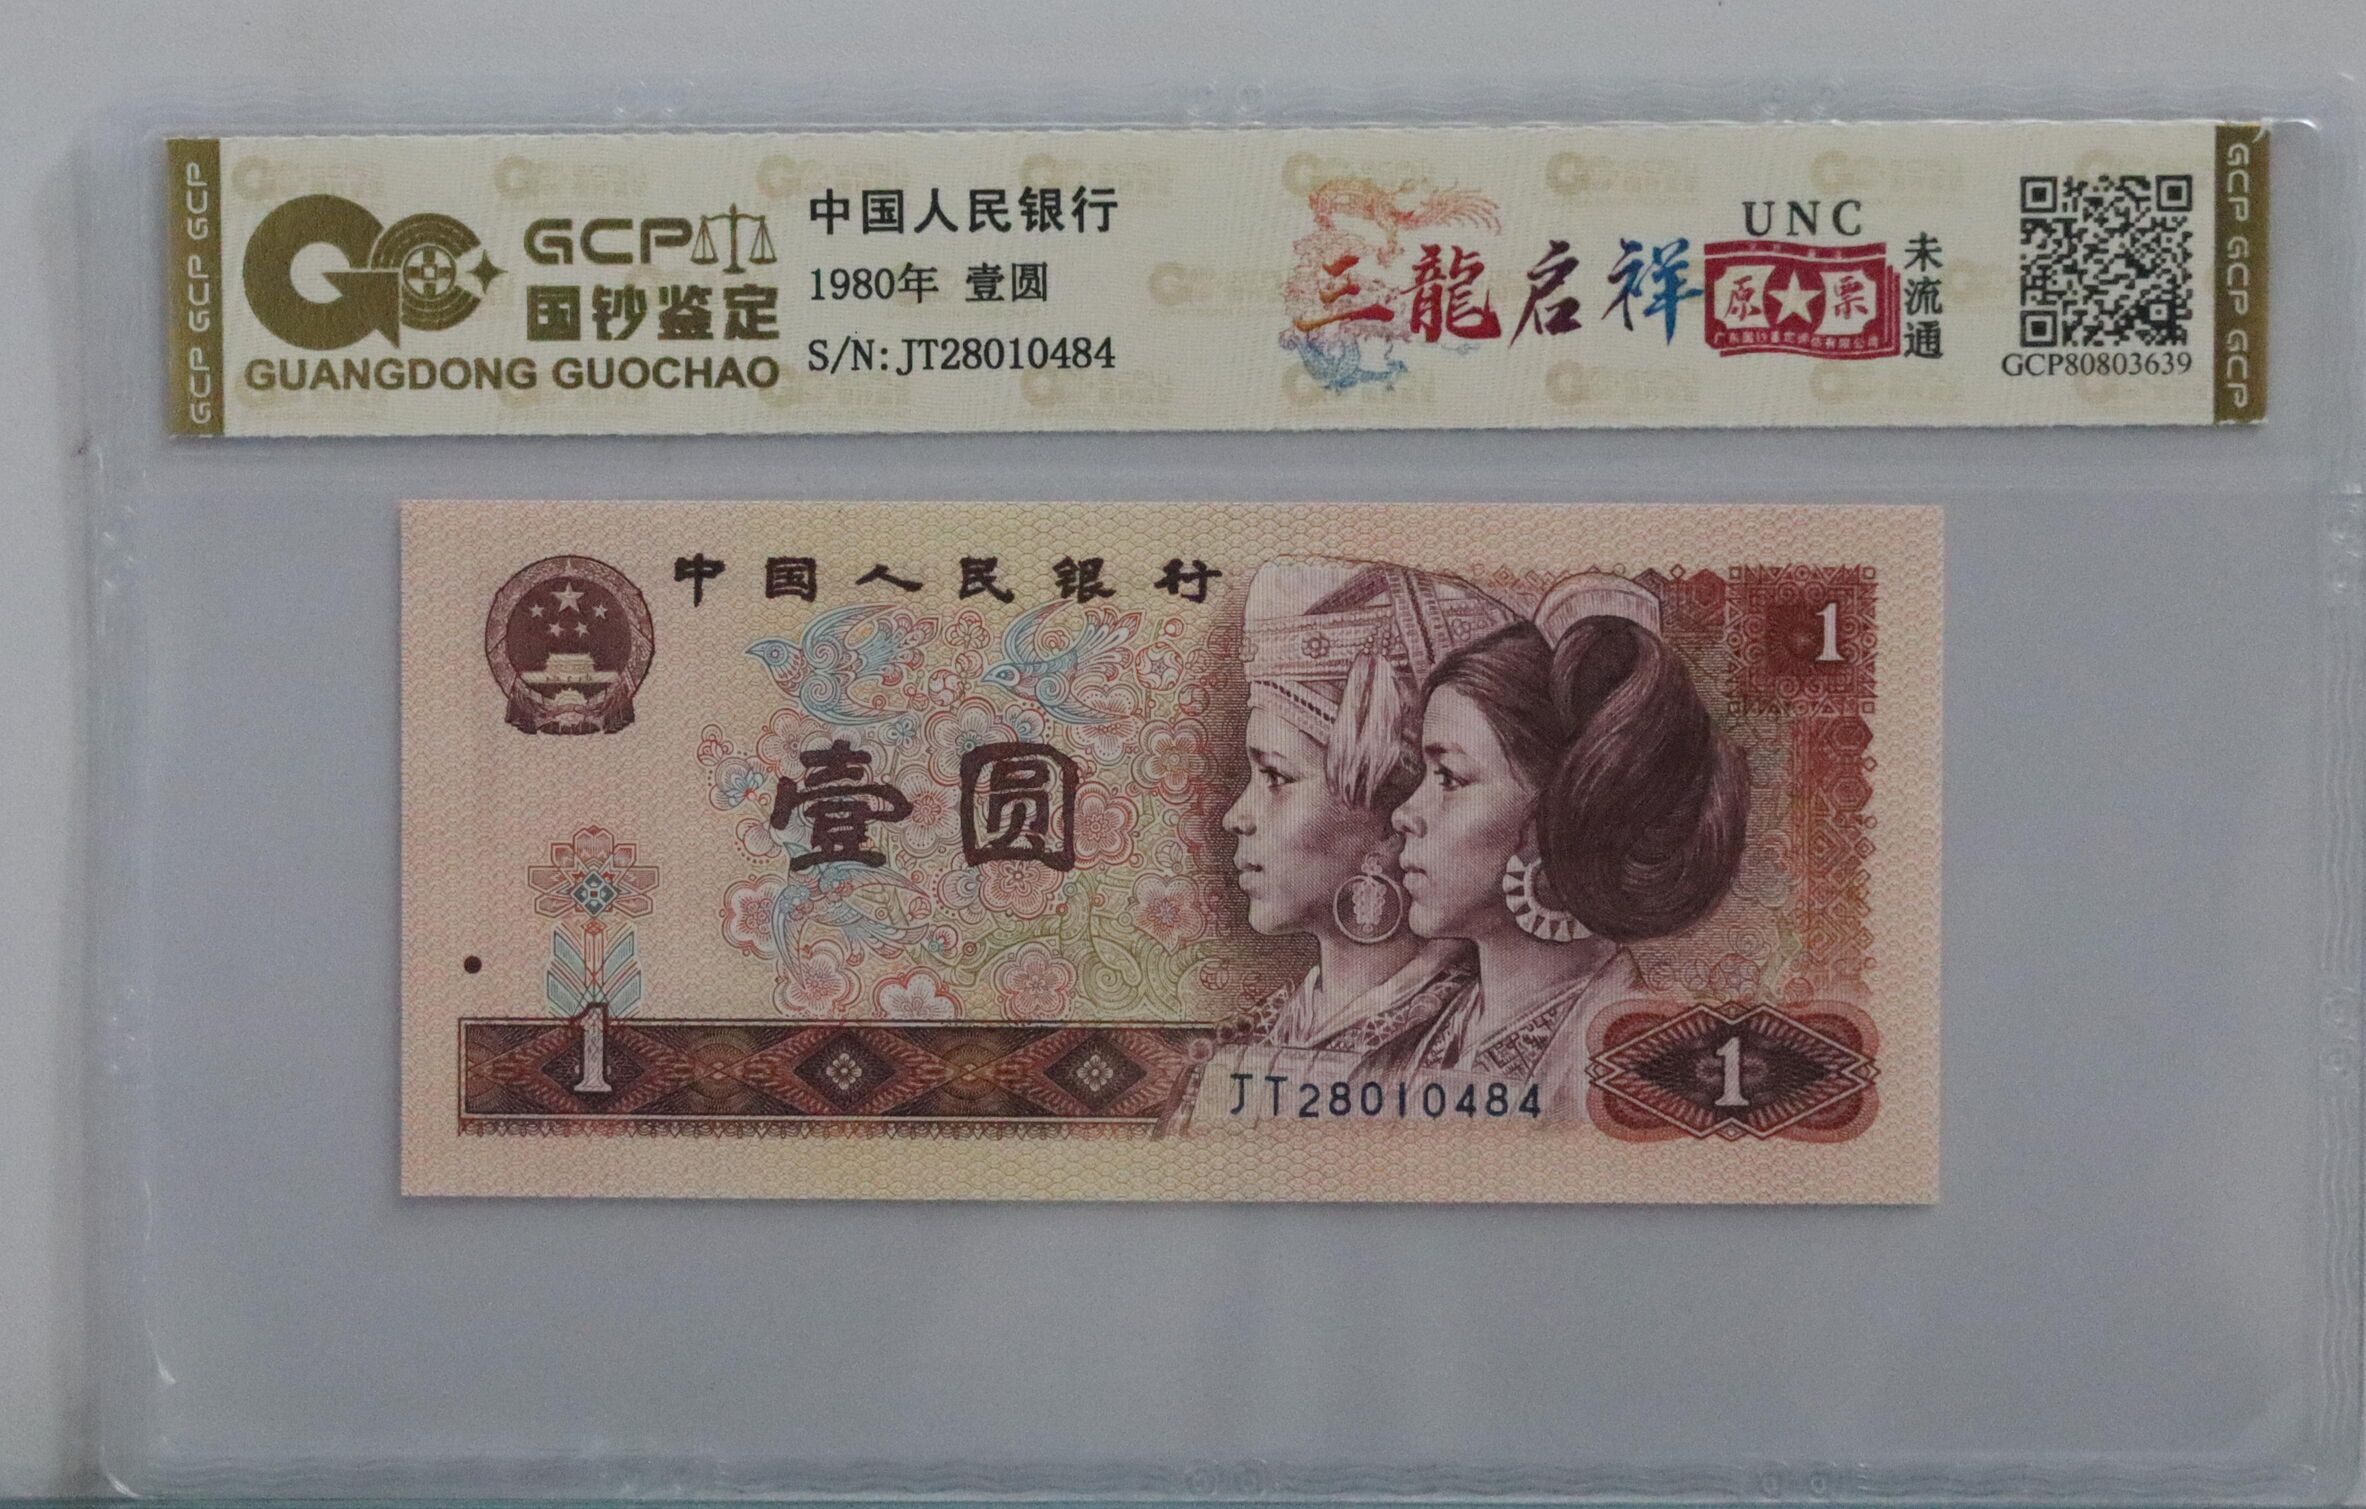 GCP GCP GCP
GCP
国钞鉴定
GUANGDONG GUOCHAO
中国人民银行
1980年 壹圆
S/N:JT28010484
三龍启祥
UNC
原★票
未流通
GCP80803639
GCP GCP GCP
中国人民银行
1
壹圆
1
JT28010484
1